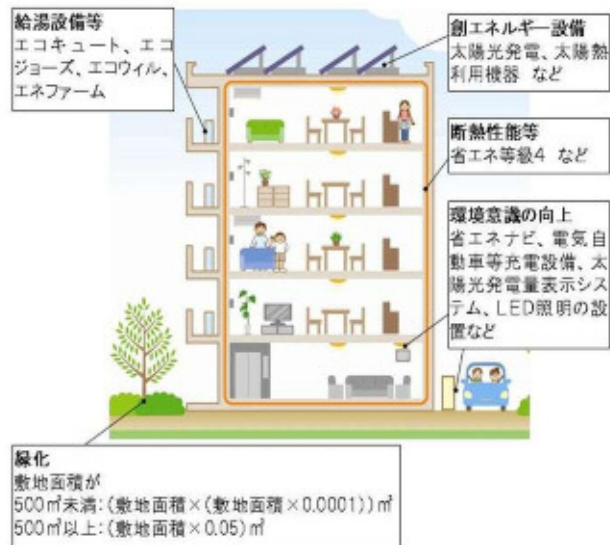 給湯設備等
エコキュート、エコ
ジョーズ、エコウィル、
エネファーム
創エネルギー設備
太陽光発電、太陽熱
利用機器 など
断熱性能等
省エネ等級4 など
環境意識の向上
省エネナビ、電気自
動車等充電設備、太
陽光発電量表示シス
テム、LED照明の設
置など
緑化
敷地面積が
500㎡未満:(敷地面積×(敷地面積×0.0001))㎡
500㎡以上:(敷地面積×0.05)㎡